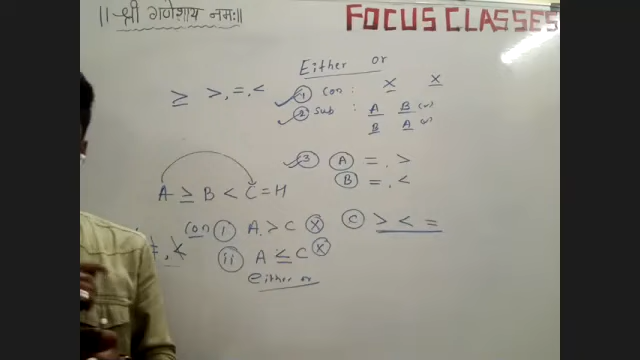 ।।श्री गणेशाय नमः।।
FOCUS CLASSES
Either or
≥ >, =, <
① Con : X X
② Sub : A B (✓)
B A (✓)
③ Ⓐ = , >
Ⓑ = , <
Ⓒ > < =
A ≥ B < C = H
Con ① A > C ⓧ
ⅱ A ≤ C ⓧ
either or